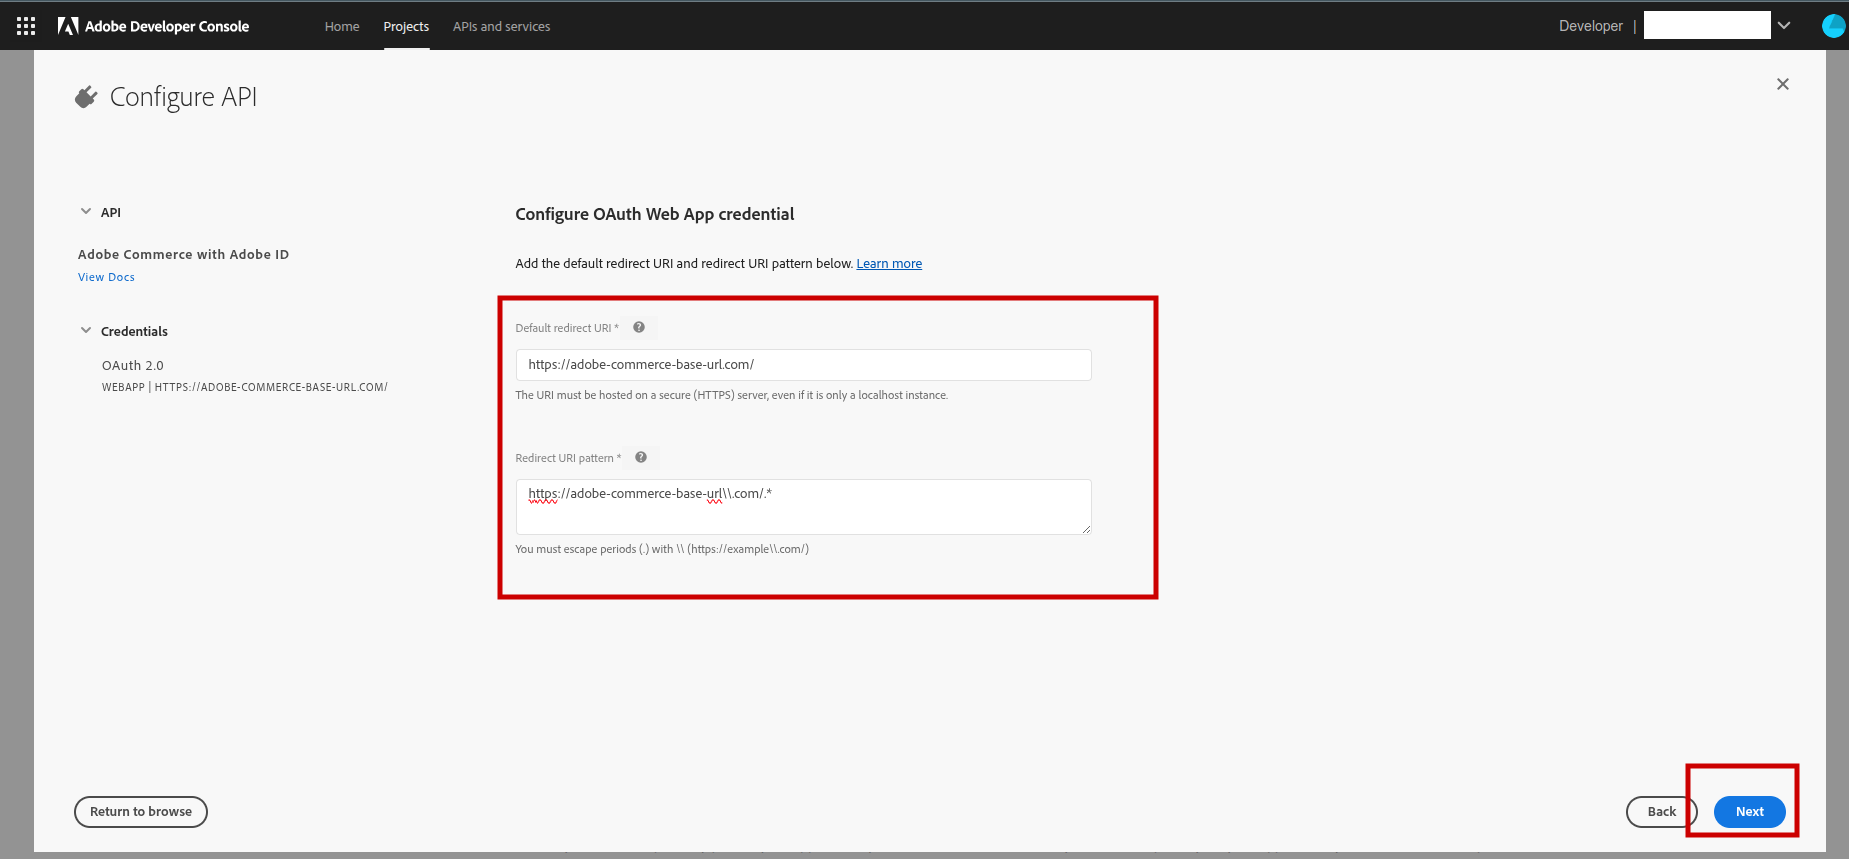 Adobe Developer Console
Home Projects APIs and services
Developer |
Configure API
API
Adobe Commerce with Adobe ID
View Docs
Credentials
OAuth 2.0
WEBAPP | HTTPS://ADOBE-COMMERCE-BASE-URL.COM/
Configure OAuth Web App credential
Add the default redirect URI and redirect URI pattern below. Learn more
Default redirect URI * ?
https://adobe-commerce-base-url.com/
The URI must be hosted on a secure (HTTPS) server, even if it is only a localhost instance.
Redirect URI pattern * ?
https://adobe-commerce-base-url\\.com/.*
You must escape periods (.) with \\ (https://example\\.com/)
Return to browse
Back
Next